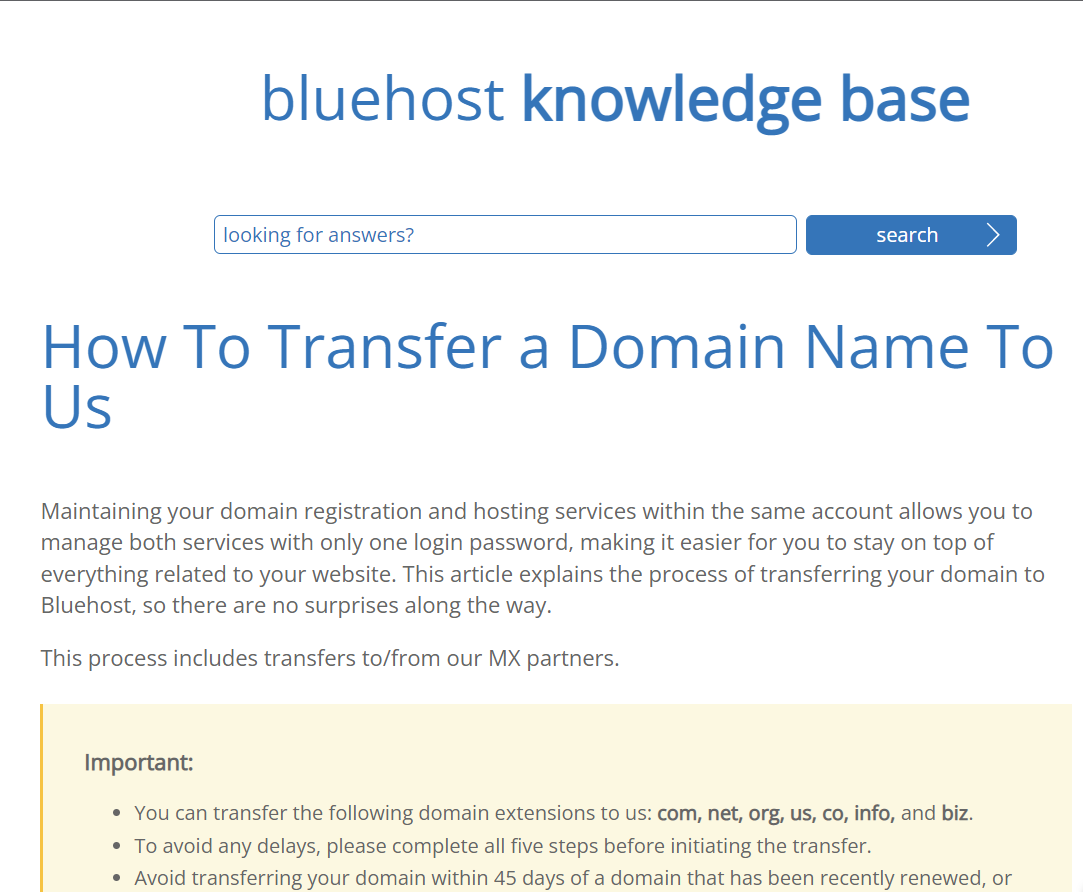 bluehost knowledge base
looking for answers?
search
How To Transfer a Domain Name To
Us
Maintaining your domain registration and hosting services within the same account allows you to
manage both services with only one login password, making it easier for you to stay on top of
everything related to your website. This article explains the process of transferring your domain to
Bluehost, so there are no surprises along the way.
This process includes transfers to/from our MX partners.
Important:
• You can transfer the following domain extensions to us: com, net, org, us, co, info, and biz.
• To avoid any delays, please complete all five steps before initiating the transfer.
• Avoid transferring your domain within 45 days of a domain that has been recently renewed, or